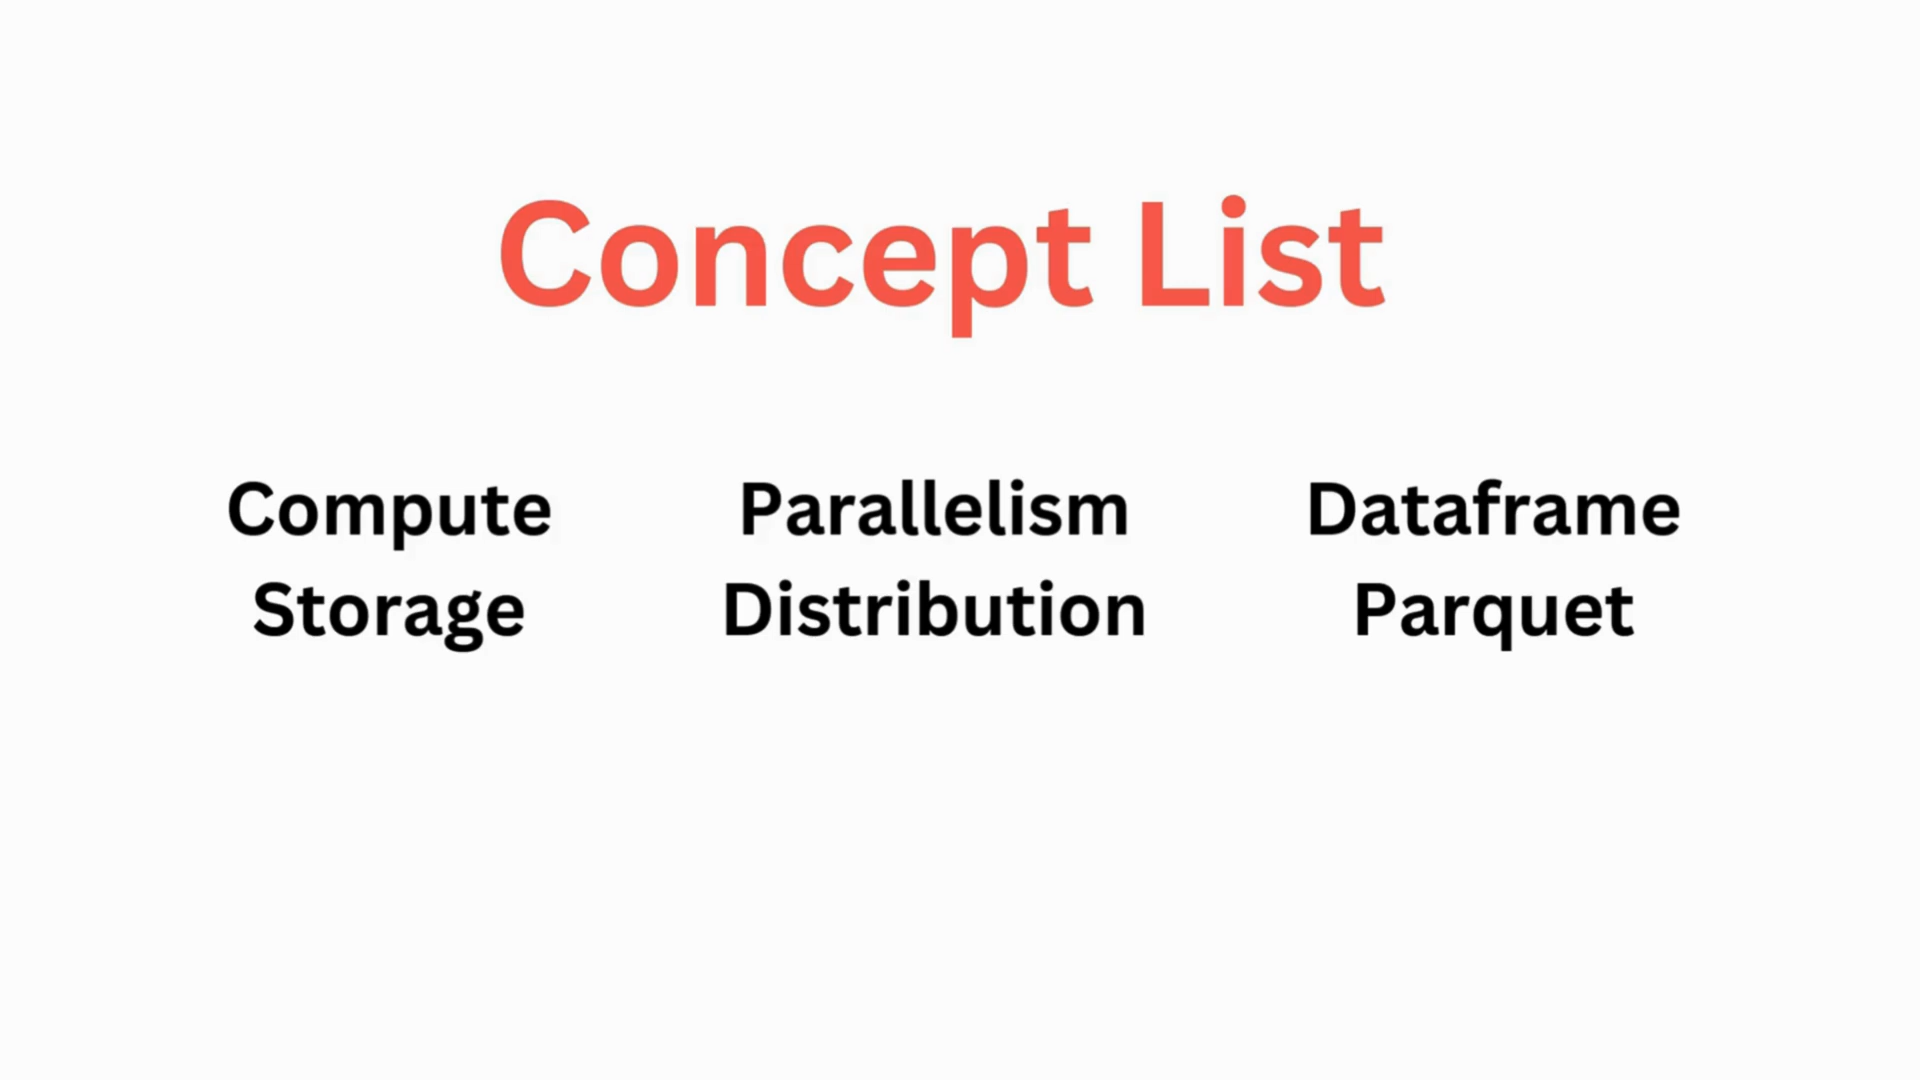 Concept List
Compute
Storage
Parallelism
Distribution
Dataframe
Parquet